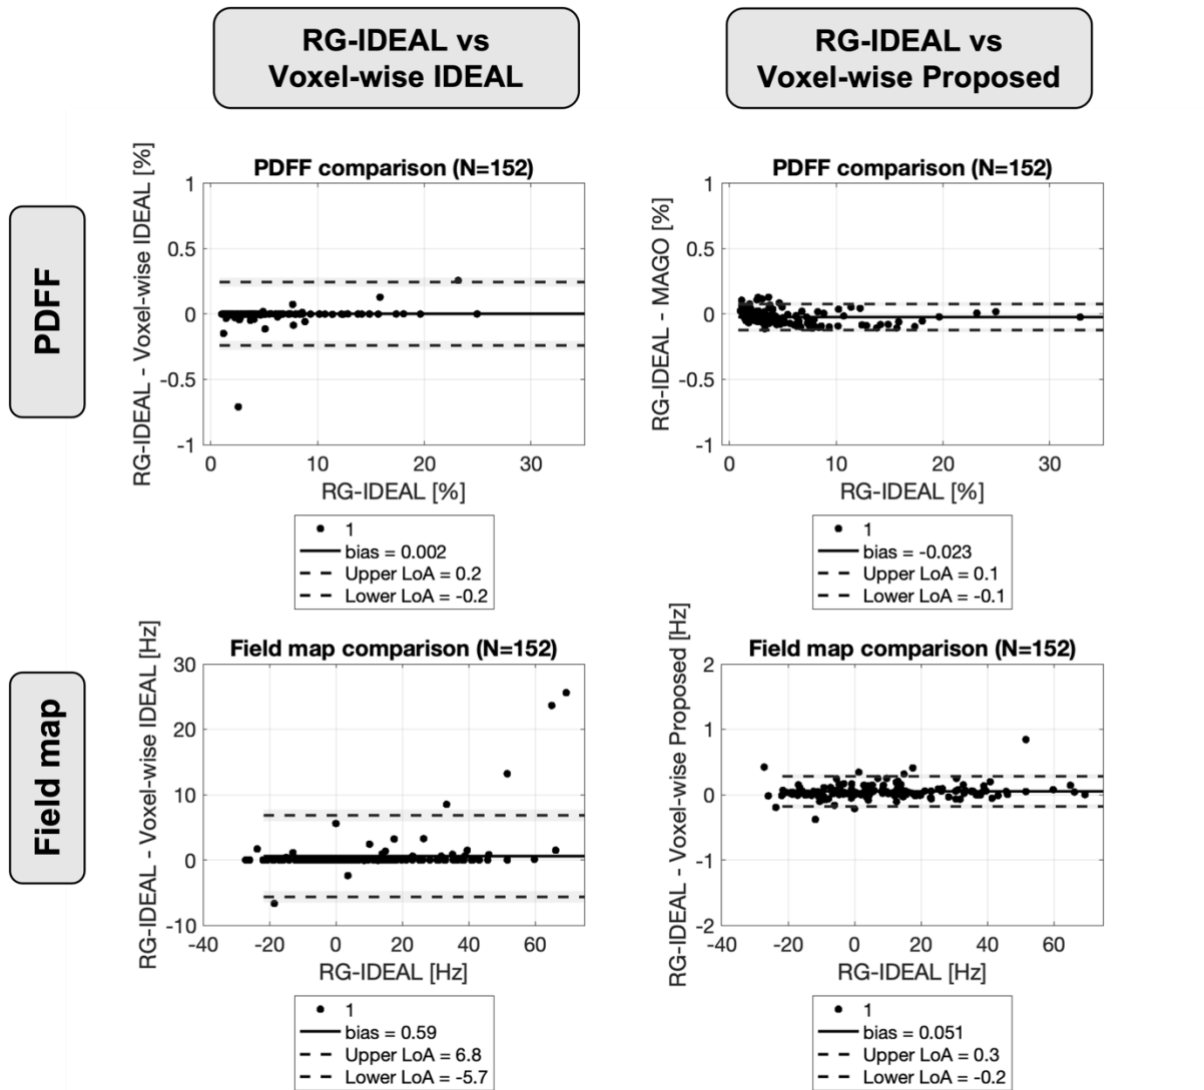 RG-IDEAL vs
Voxel-wise IDEAL
RG-IDEAL vs
Voxel-wise Proposed
PDFF
PDFF comparison (N=152)
RG-IDEAL - Voxel-wise IDEAL [%]
1
0.5
0
-0.5
-1
0 10 20 30
RG-IDEAL [%]
1
bias = 0.002
Upper LoA = 0.2
Lower LoA = -0.2
PDFF comparison (N=152)
RG-IDEAL - MAGO [%]
1
0.5
0
-0.5
-1
0 10 20 30
RG-IDEAL [%]
1
bias = -0.023
Upper LoA = 0.1
Lower LoA = -0.1
Field map
Field map comparison (N=152)
RG-IDEAL - Voxel-wise IDEAL [Hz]
30
20
10
0
-10
-40 -20 0 20 40 60
RG-IDEAL [Hz]
1
bias = 0.59
Upper LoA = 6.8
Lower LoA = -5.7
Field map comparison (N=152)
RG-IDEAL - Voxel-wise Proposed [Hz]
2
1
0
-1
-2
-40 -20 0 20 40 60
RG-IDEAL [Hz]
1
bias = 0.051
Upper LoA = 0.3
Lower LoA = -0.2